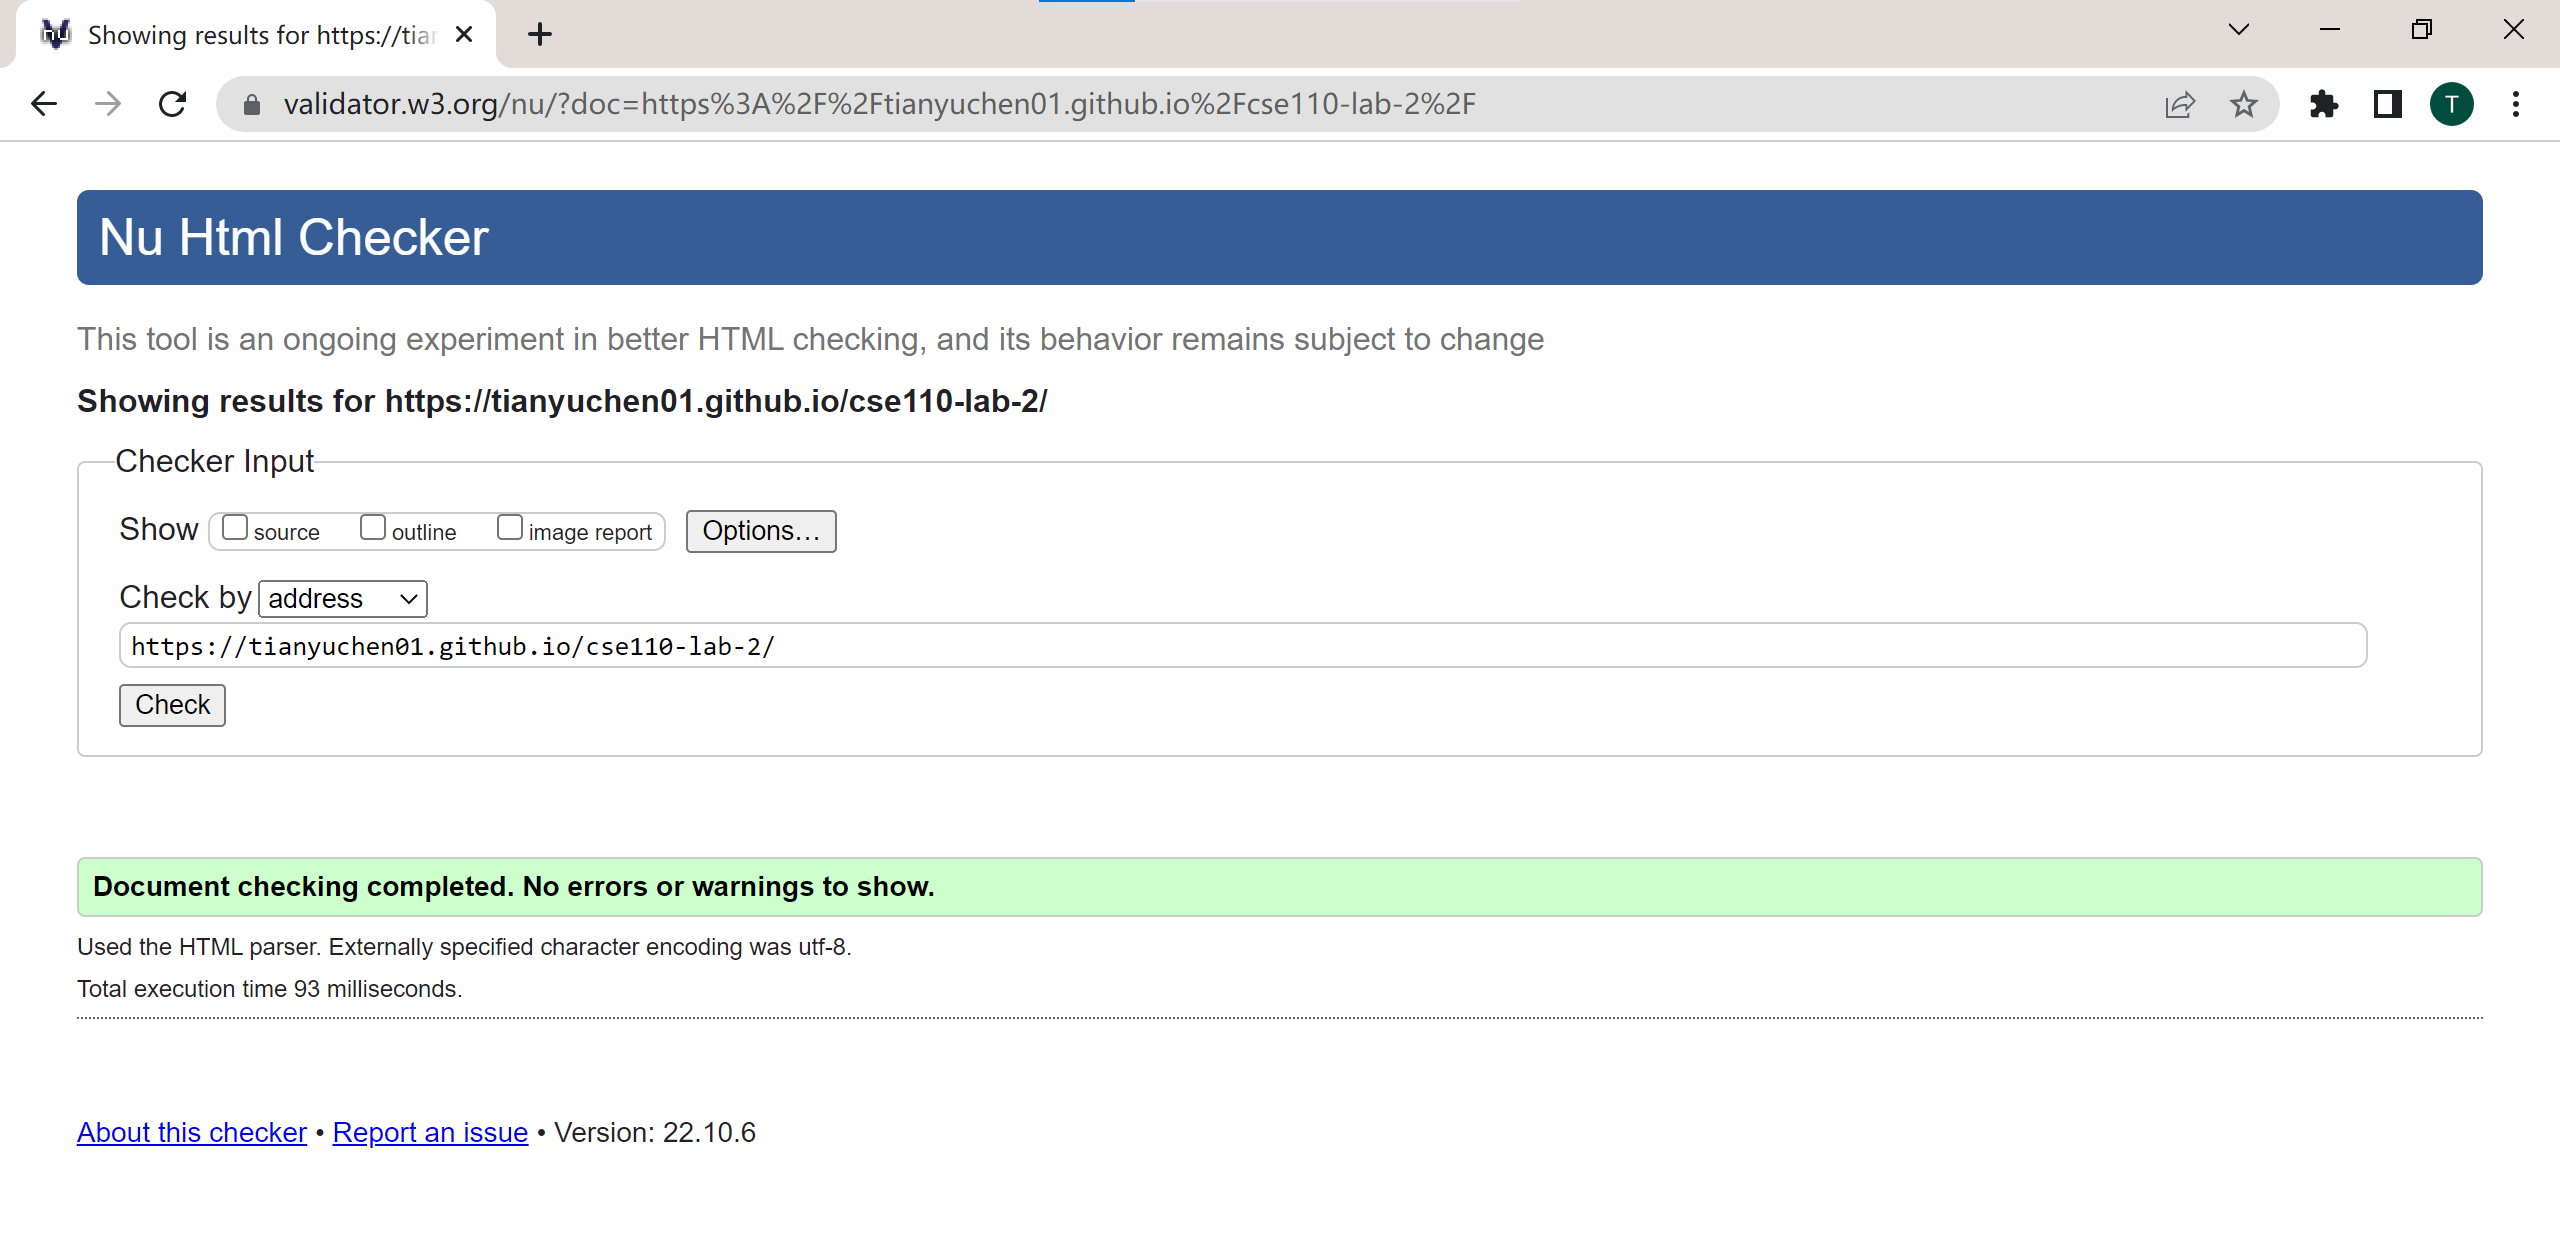 Showing results for https://tiar
validator.w3.org/nu/?doc=https%3A%2F%2Ftianyuchen01.github.io%2Fcse110-lab-2%2F
T
Nu Html Checker
This tool is an ongoing experiment in better HTML checking, and its behavior remains subject to change
Showing results for https://tianyuchen01.github.io/cse110-lab-2/
Checker Input
Show source outline image report Options...
Check by address
https://tianyuchen01.github.io/cse110-lab-2/
Check
Document checking completed. No errors or warnings to show.
Used the HTML parser. Externally specified character encoding was utf-8.
Total execution time 93 milliseconds.
About this checker • Report an issue • Version: 22.10.6